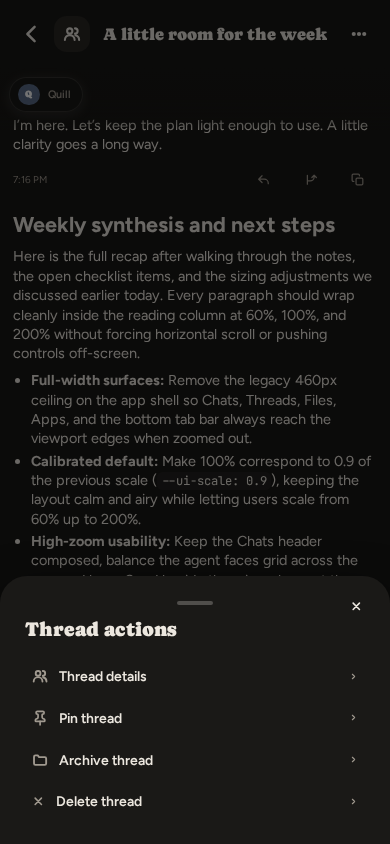 A little room for the week
Quill
I'm here. Let's keep the plan light enough to use. A little
clarity goes a long way.
7:16 PM
Weekly synthesis and next steps
Here is the full recap after walking through the notes,
the open checklist items, and the sizing adjustments we
discussed earlier today. Every paragraph should wrap
cleanly inside the reading column at 60%, 100%, and
200% without forcing horizontal scroll or pushing
controls off-screen.
• Full-width surfaces: Remove the legacy 460px
ceiling on the app shell so Chats, Threads, Files,
Apps, and the bottom tab bar always reach the
viewport edges when zoomed out.
• Calibrated default: Make 100% correspond to 0.9 of
the previous scale ( --ui-scale: 0.9 ), keeping the
layout calm and airy while letting users scale from
60% up to 200%.
• High-zoom usability: Keep the Chats header
composed, balance the agent faces grid across the
Thread actions
Thread details
Pin thread
Archive thread
Delete thread